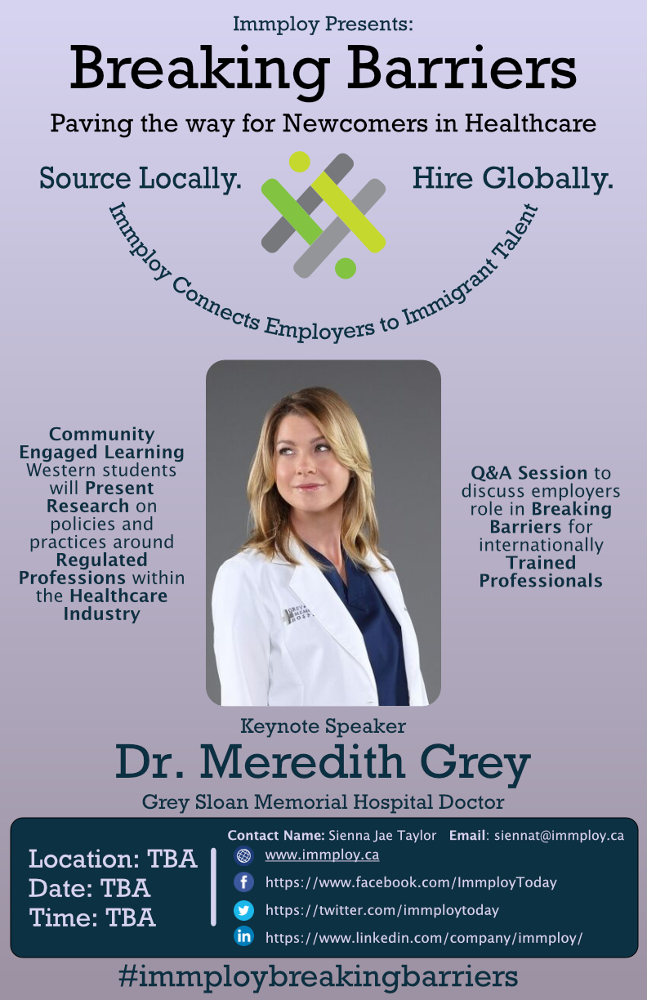 Immploy Presents:
Breaking Barriers
Paving the way for Newcomers in Healthcare
Source Locally.
Hire Globally.
Immploy Connects Employers to Immigrant Talent
Community
Engaged Learning
Western students
will Present
Research on
policies and
practices around
Regulated
Professions within
the Healthcare
Industry
Q&A Session to
discuss employers
role in Breaking
Barriers for
internationally
Trained
Professionals
GREY
MEM
HOSP
Keynote Speaker
Dr. Meredith Grey
Grey Sloan Memorial Hospital Doctor
Location: TBA
Date: TBA
Time: TBA
Contact Name: Sienna Jae Taylor Email: siennat@immploy.ca
www.immploy.ca
https://www.facebook.com/ImmployToday
https://twitter.com/immploytoday
https://www.linkedin.com/company/immploy/
#immploybreakingbarriers